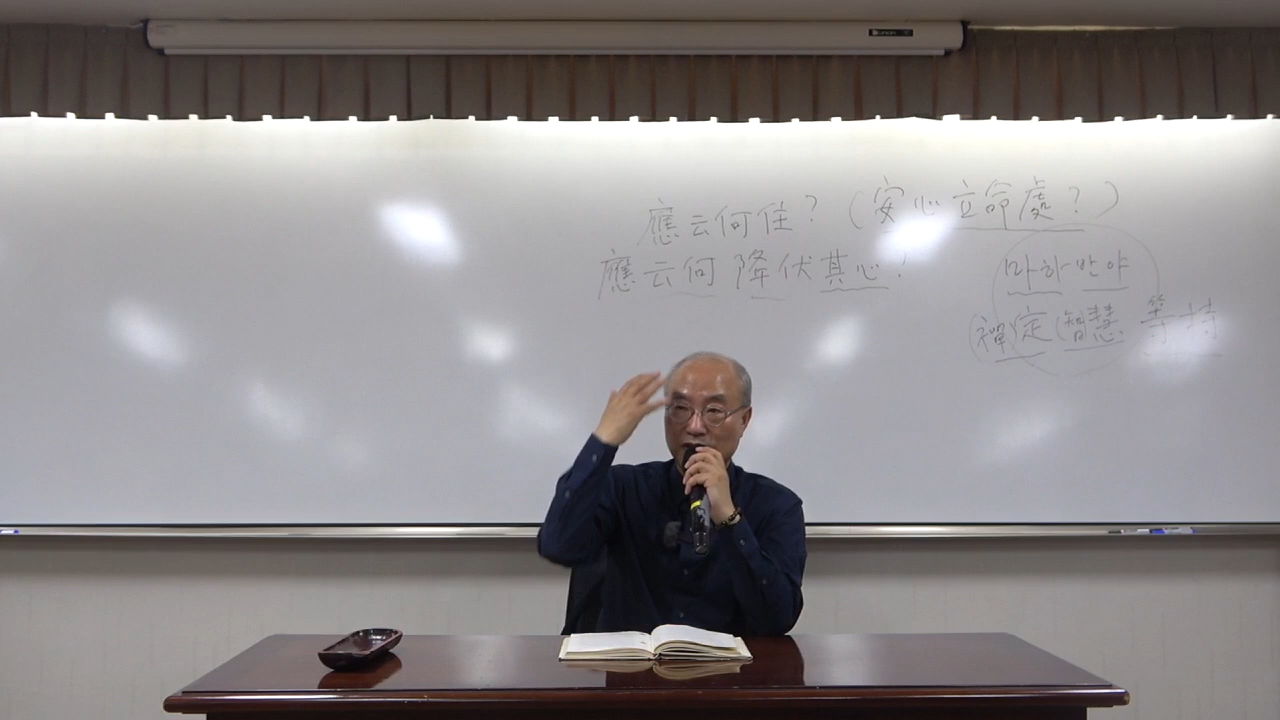 應云何住? (安心立命處?)
應云何 降伏其心?
마하반야
(禪)定(智慧) 等持